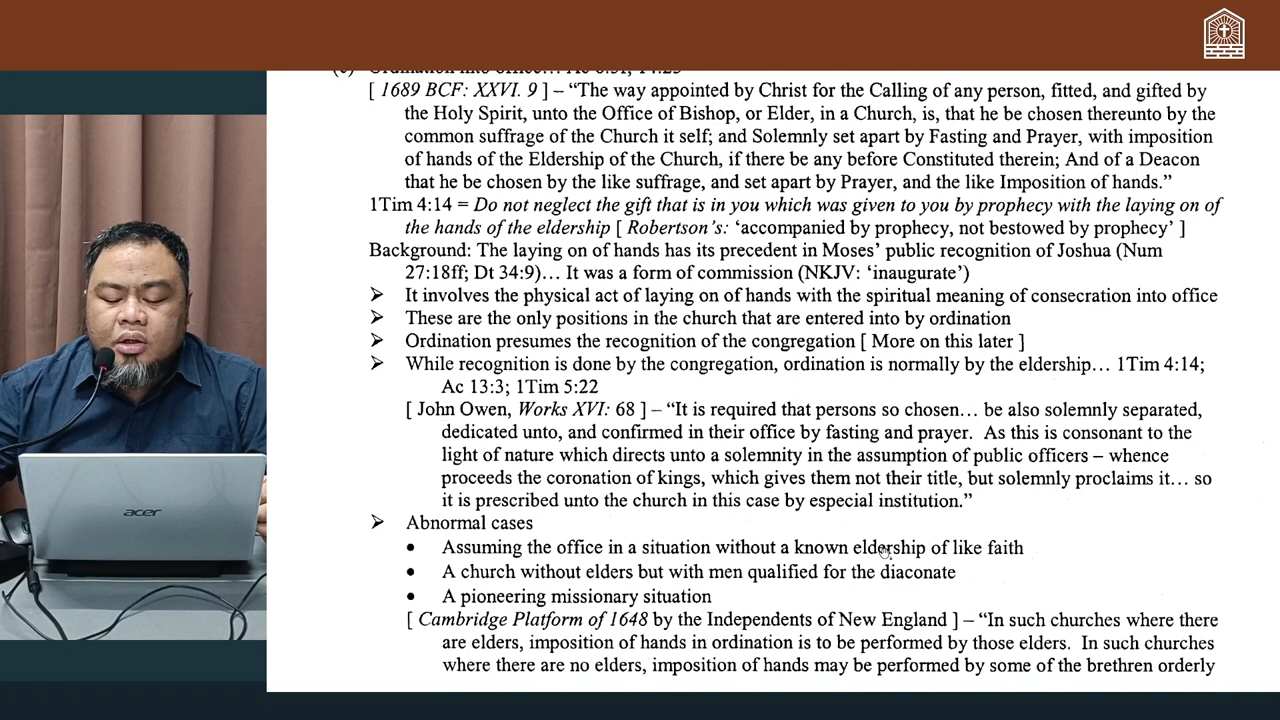 [ 1689 BCF: XXVI. 9 ] – “The way appointed by Christ for the Calling of any person, fitted, and gifted by
the Holy Spirit, unto the Office of Bishop, or Elder, in a Church, is, that he be chosen thereunto by the
common suffrage of the Church it self; and Solemnly set apart by Fasting and Prayer, with imposition
of hands of the Eldership of the Church, if there be any before Constituted therein; And of a Deacon
that he be chosen by the like suffrage, and set apart by Prayer, and the like Imposition of hands.”
1Tim 4:14 = Do not neglect the gift that is in you which was given to you by prophecy with the laying on of
the hands of the eldership [ Robertson’s: ‘accompanied by prophecy, not bestowed by prophecy’ ]
Background: The laying on of hands has its precedent in Moses’ public recognition of Joshua (Num
27:18ff; Dt 34:9)… It was a form of commission (NKJV: ‘inaugurate’)
➤ It involves the physical act of laying on of hands with the spiritual meaning of consecration into office
➤ These are the only positions in the church that are entered into by ordination
➤ Ordination presumes the recognition of the congregation [ More on this later ]
➤ While recognition is done by the congregation, ordination is normally by the eldership… 1Tim 4:14;
Ac 13:3; 1Tim 5:22
[ John Owen, Works XVI: 68 ] – “It is required that persons so chosen… be also solemnly separated,
dedicated unto, and confirmed in their office by fasting and prayer. As this is consonant to the
light of nature which directs unto a solemnity in the assumption of public officers – whence
proceeds the coronation of kings, which gives them not their title, but solemnly proclaims it… so
it is prescribed unto the church in this case by especial institution.”
➤ Abnormal cases
• Assuming the office in a situation without a known eldership of like faith
• A church without elders but with men qualified for the diaconate
• A pioneering missionary situation
[ Cambridge Platform of 1648 by the Independents of New England ] – “In such churches where there
are elders, imposition of hands in ordination is to be performed by those elders. In such churches
where there are no elders, imposition of hands may be performed by some of the brethren orderly
acer